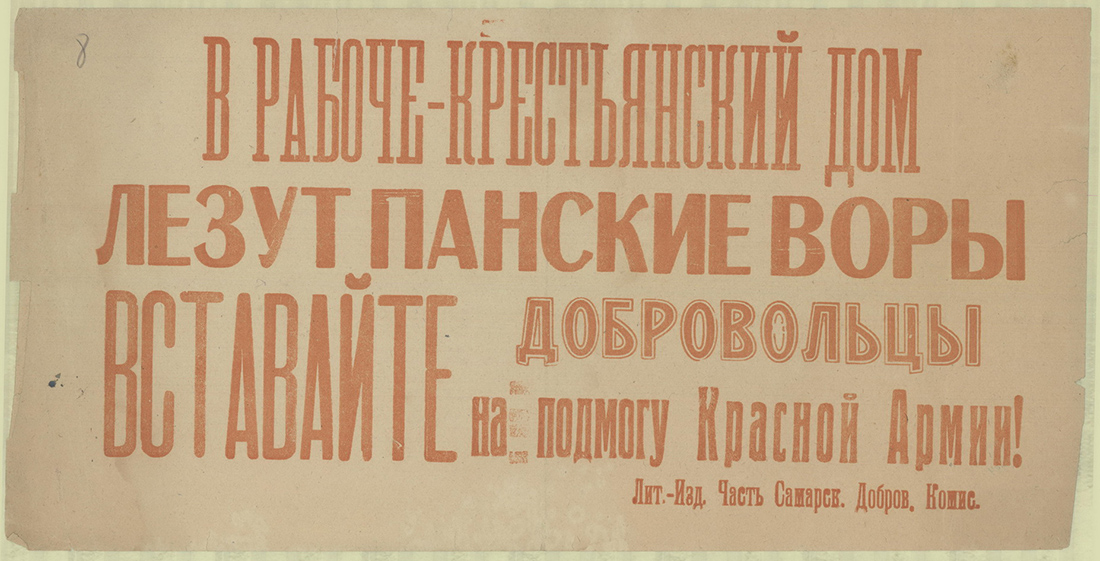 8
В РАБОЧЕ-КРЕСТЬЯНСКИЙ ДОМ
ЛЕЗУТ ПАНСКИЕ ВОРЫ
ВСТАВАЙТЕ ДОБРОВОЛЬЦЫ
на подмогу Красной Армии!
Лит.-Изд. Часть Самарск. Добров. Комис.